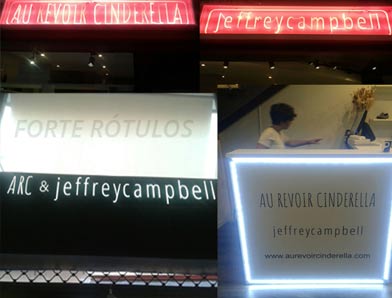 AU REVOIR CINDERELLA
jeffreycampbell
FORTE RÓTULOS
ARC & jeffreycampbell
AU REVOIR CINDERELLA
jeffreycampbell
www.aurevoircinderella.com